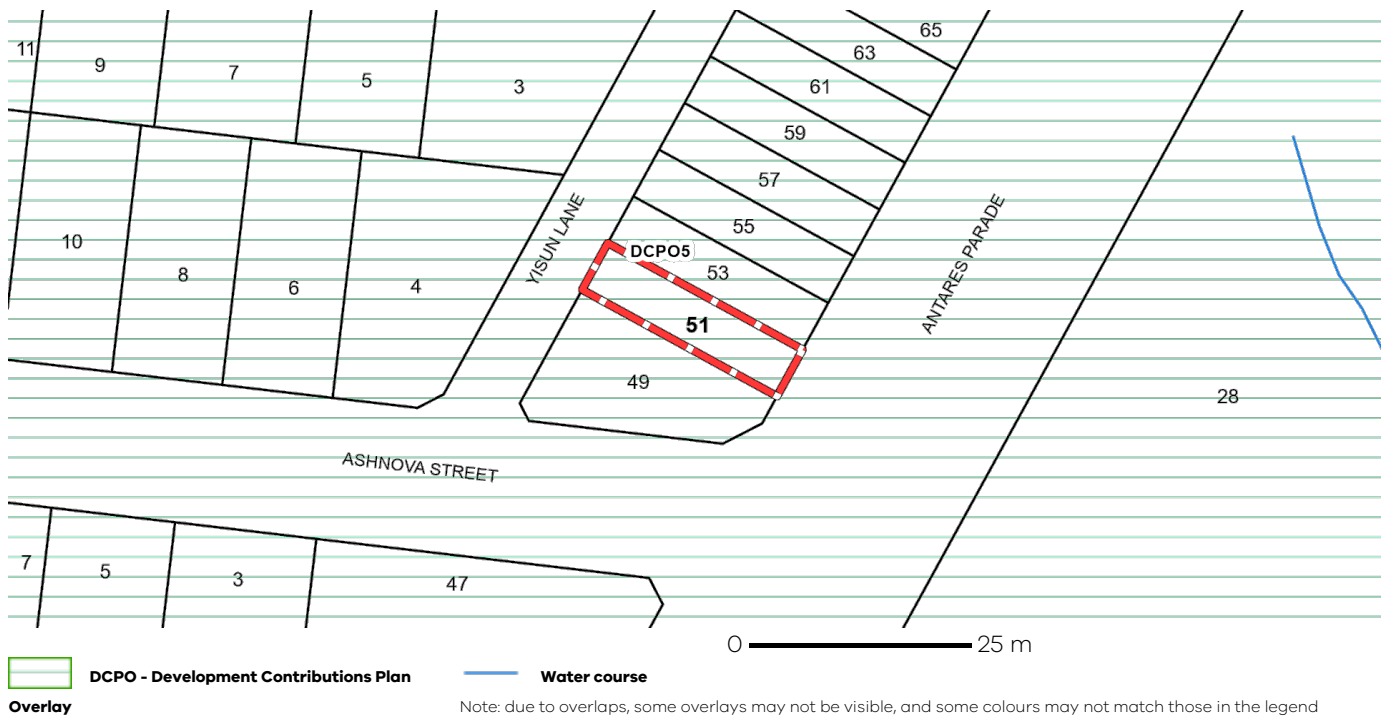 65
11
63
9
7
5
3
61
59
57
55
10
8
6
4
YISUN LANE
DCPO5
53
ANTARES PARADE
51
49
28
ASHNOVA STREET
7
5
3
47
0 25 m
DCPO - Development Contributions Plan
Overlay
Water course
Note: due to overlaps, some overlays may not be visible, and some colours may not match those in the legend